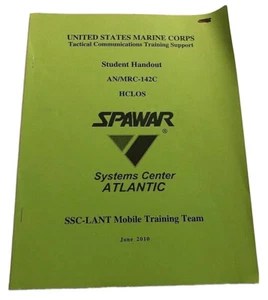 UNITED STATES MARINE CORPS
Tactical Communications Training Support
Student Handout
AN/MRC-142C
HCLOS
SPAWAR
®
Systems Center
ATLANTIC
SSC-LANT Mobile Training Team
June 2010